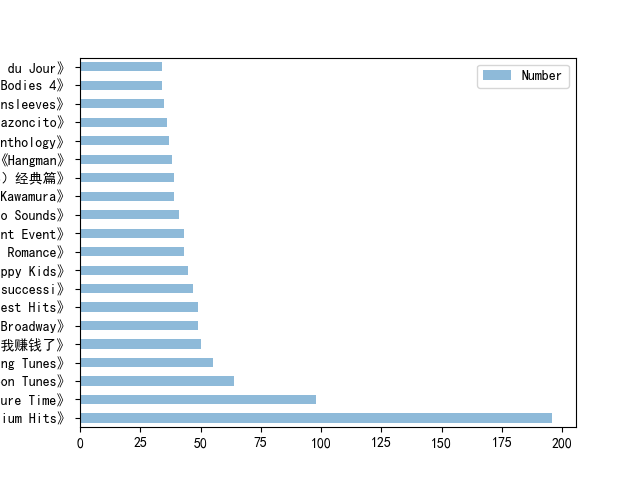 du Jour》
Bodies 4》
nsleeves》
azoncito》
nthology》
《Hangman》
）经典篇》
Kawamura》
o Sounds》
nt Event》
Romance》
ppy Kids》
successi》
est Hits》
Broadway》
我赚钱了》
ng Tunes》
on Tunes》
ure Time》
ium Hits》
Number
0 25 50 75 100 125 150 175 200